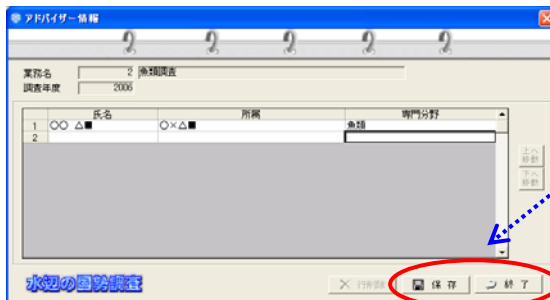 アドバイザー情報
業務名 2 魚類調査
調査年度 2006
氏名 所属 専門分野
1 〇〇 △■ 〇×△■ 魚類
2
上へ
移動
下へ
移動
水辺の国勢調査
行削除 保存 終了